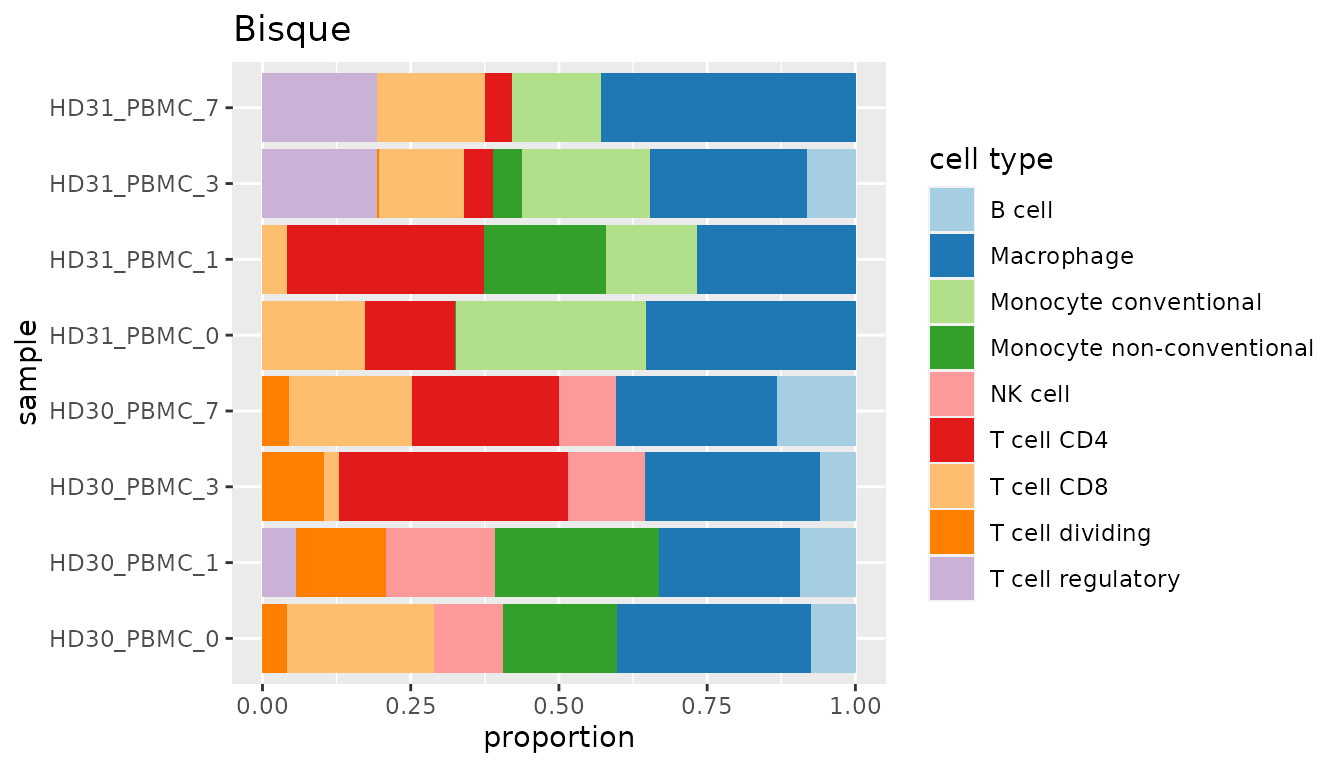 Bisque
sample
HD31_PBMC_7
HD31_PBMC_3
HD31_PBMC_1
HD31_PBMC_0
HD30_PBMC_7
HD30_PBMC_3
HD30_PBMC_1
HD30_PBMC_0
0.00 0.25 0.50 0.75 1.00
proportion
cell type
B cell
Macrophage
Monocyte conventional
Monocyte non-conventional
NK cell
T cell CD4
T cell CD8
T cell dividing
T cell regulatory